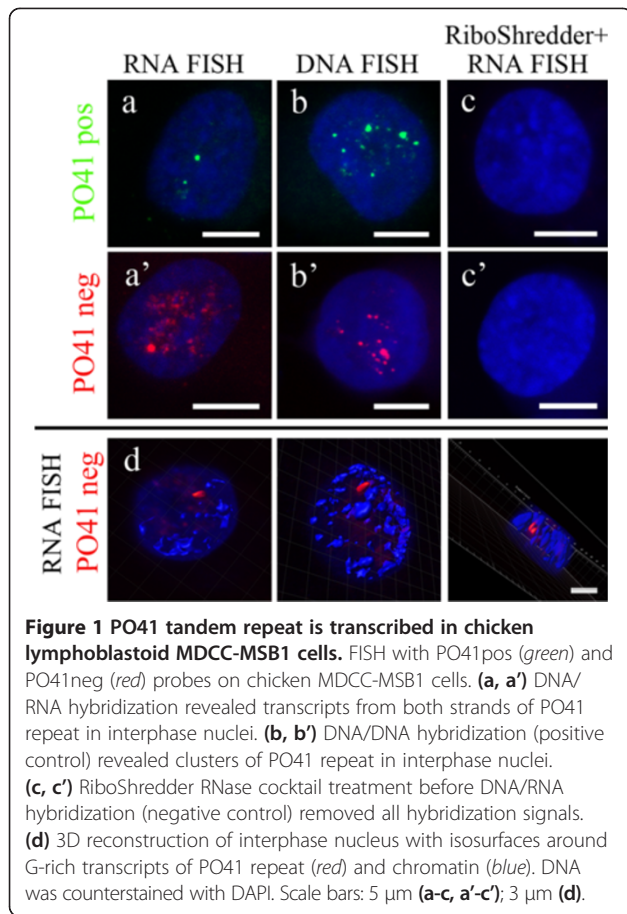 RiboShredder+
RNA FISH DNA FISH RNA FISH
PO41 pos
a b c
PO41 neg
a' b' c'
RNA FISH
PO41 neg
d
Figure 1 PO41 tandem repeat is transcribed in chicken
lymphoblastoid MDCC-MSB1 cells. FISH with PO41pos (green) and
PO41neg (red) probes on chicken MDCC-MSB1 cells. (a, a') DNA/
RNA hybridization revealed transcripts from both strands of PO41
repeat in interphase nuclei. (b, b') DNA/DNA hybridization (positive
control) revealed clusters of PO41 repeat in interphase nuclei.
(c, c') RiboShredder RNase cocktail treatment before DNA/RNA
hybridization (negative control) removed all hybridization signals.
(d) 3D reconstruction of interphase nucleus with isosurfaces around
G-rich transcripts of PO41 repeat (red) and chromatin (blue). DNA
was counterstained with DAPI. Scale bars: 5 μm (a-c, a'-c'); 3 μm (d).